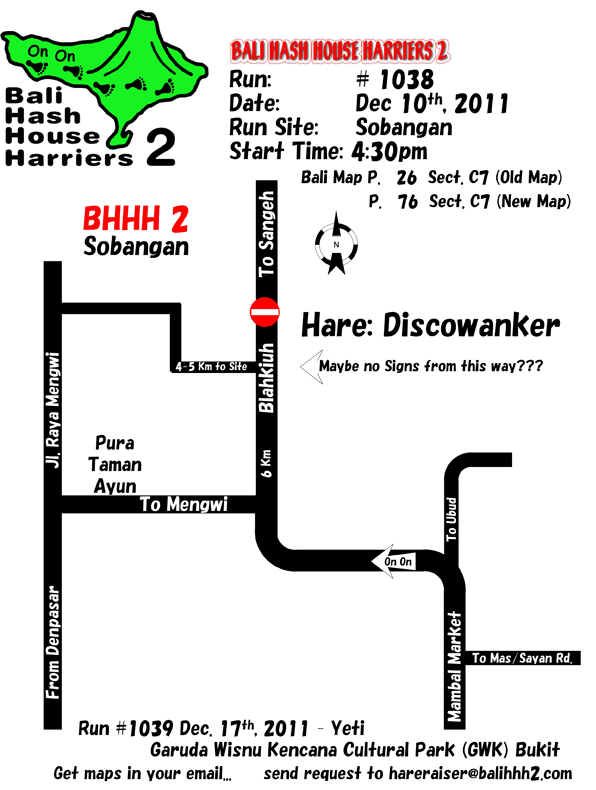 On On
Bali
Hash
House
Harriers 2
BALI HASH HOUSE HARRIERS 2
Run: # 1038
Date: Dec 10th, 2011
Run Site: Sobangan
Start Time: 4:30pm
Bali Map P. 26 Sect. C7 (Old Map)
P. 76 Sect. C7 (New Map)
BHHH 2
Sobangan
To Sangeh
N
Hare: Discowanker
Maybe no Signs from this way???
4-5 Km to Site
Blahkiuh
Jl. Raya Mengwi
6 Km
Pura
Taman
Ayun
To Mengwi
To Ubud
On On
From Denpasar
Mambal Market
To Mas/Sayan Rd.
Run #1039 Dec. 17th, 2011 - Yeti
Garuda Wisnu Kencana Cultural Park (GWK) Bukit
Get maps in your email... send request to hareraiser@balihhh2.com